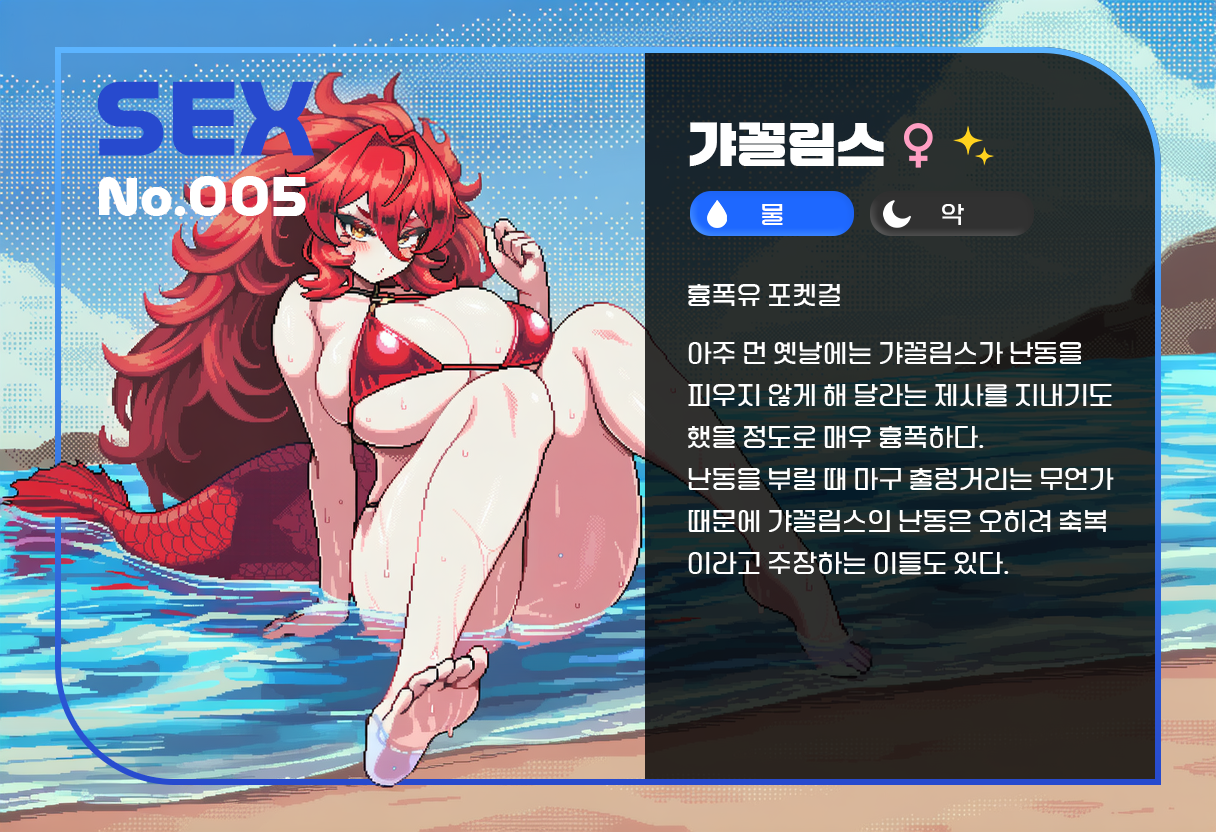 SEX
No.005
갸꼴림스
물
악
흉폭유 포켓걸
아주 먼 옛날에는 갸꼴림스가 난동을
피우지 않게 해 달라는 제사를 지내기도
했을 정도로 매우 흉폭하다.
난동을 부릴 때 마구 출렁거리는 무언가
때문에 갸꼴림스의 난동은 오히려 축복
이라고 주장하는 이들도 있다.